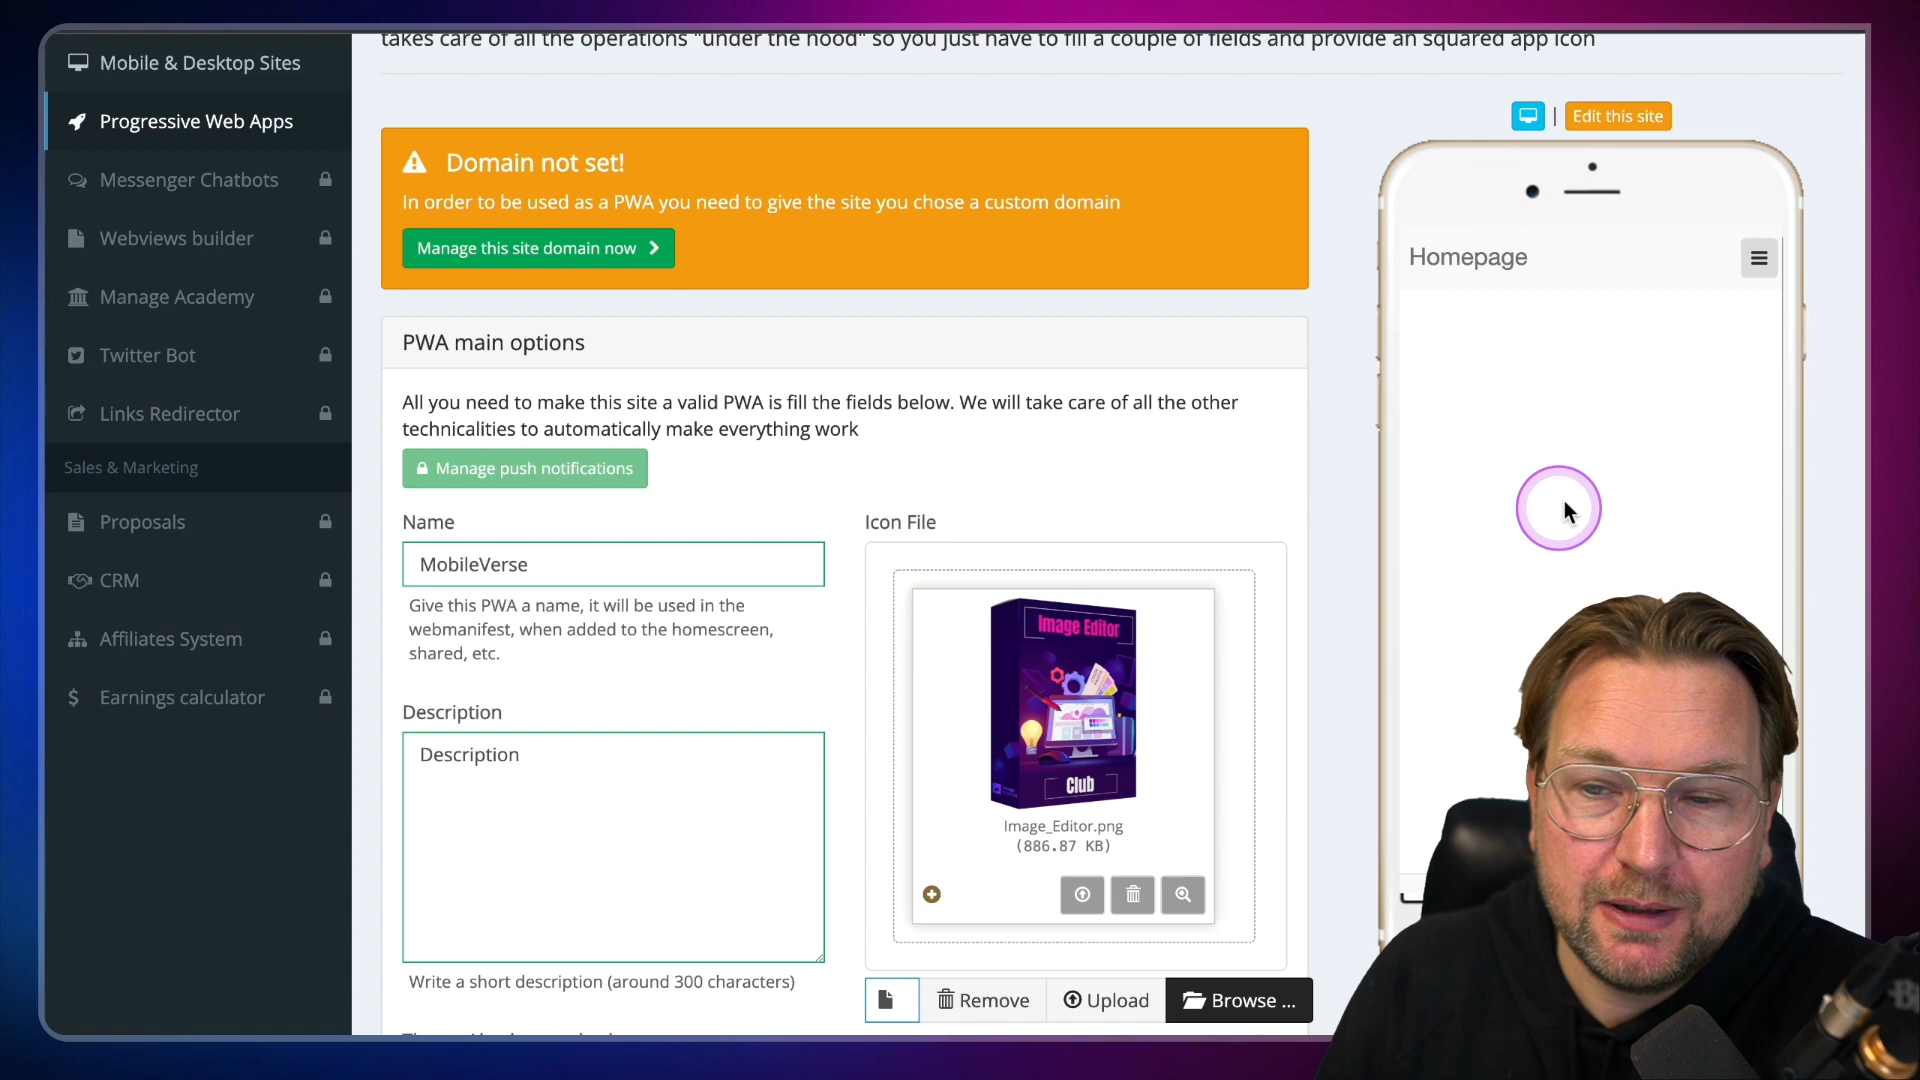 takes care of all the operations "under the hood" so you just have to fill a couple of fields and provide an squared app icon
Mobile & Desktop Sites
Progressive Web Apps
Messenger Chatbots
Webviews builder
Manage Academy
Twitter Bot
Links Redirector
Sales & Marketing
Proposals
CRM
Affiliates System
Earnings calculator
Domain not set!
In order to be used as a PWA you need to give the site you chose a custom domain
Manage this site domain now
PWA main options
All you need to make this site a valid PWA is fill the fields below. We will take care of all the other
technicalities to automatically make everything work
Manage push notifications
Name
MobileVerse
Give this PWA a name, it will be used in the
webmanifest, when added to the homescreen,
shared, etc.
Description
Description
Write a short description (around 300 characters)
Icon File
Image Editor
Club
Image_Editor.png
(886.87 KB)
Remove
Upload
Browse ...
Edit this site
Homepage